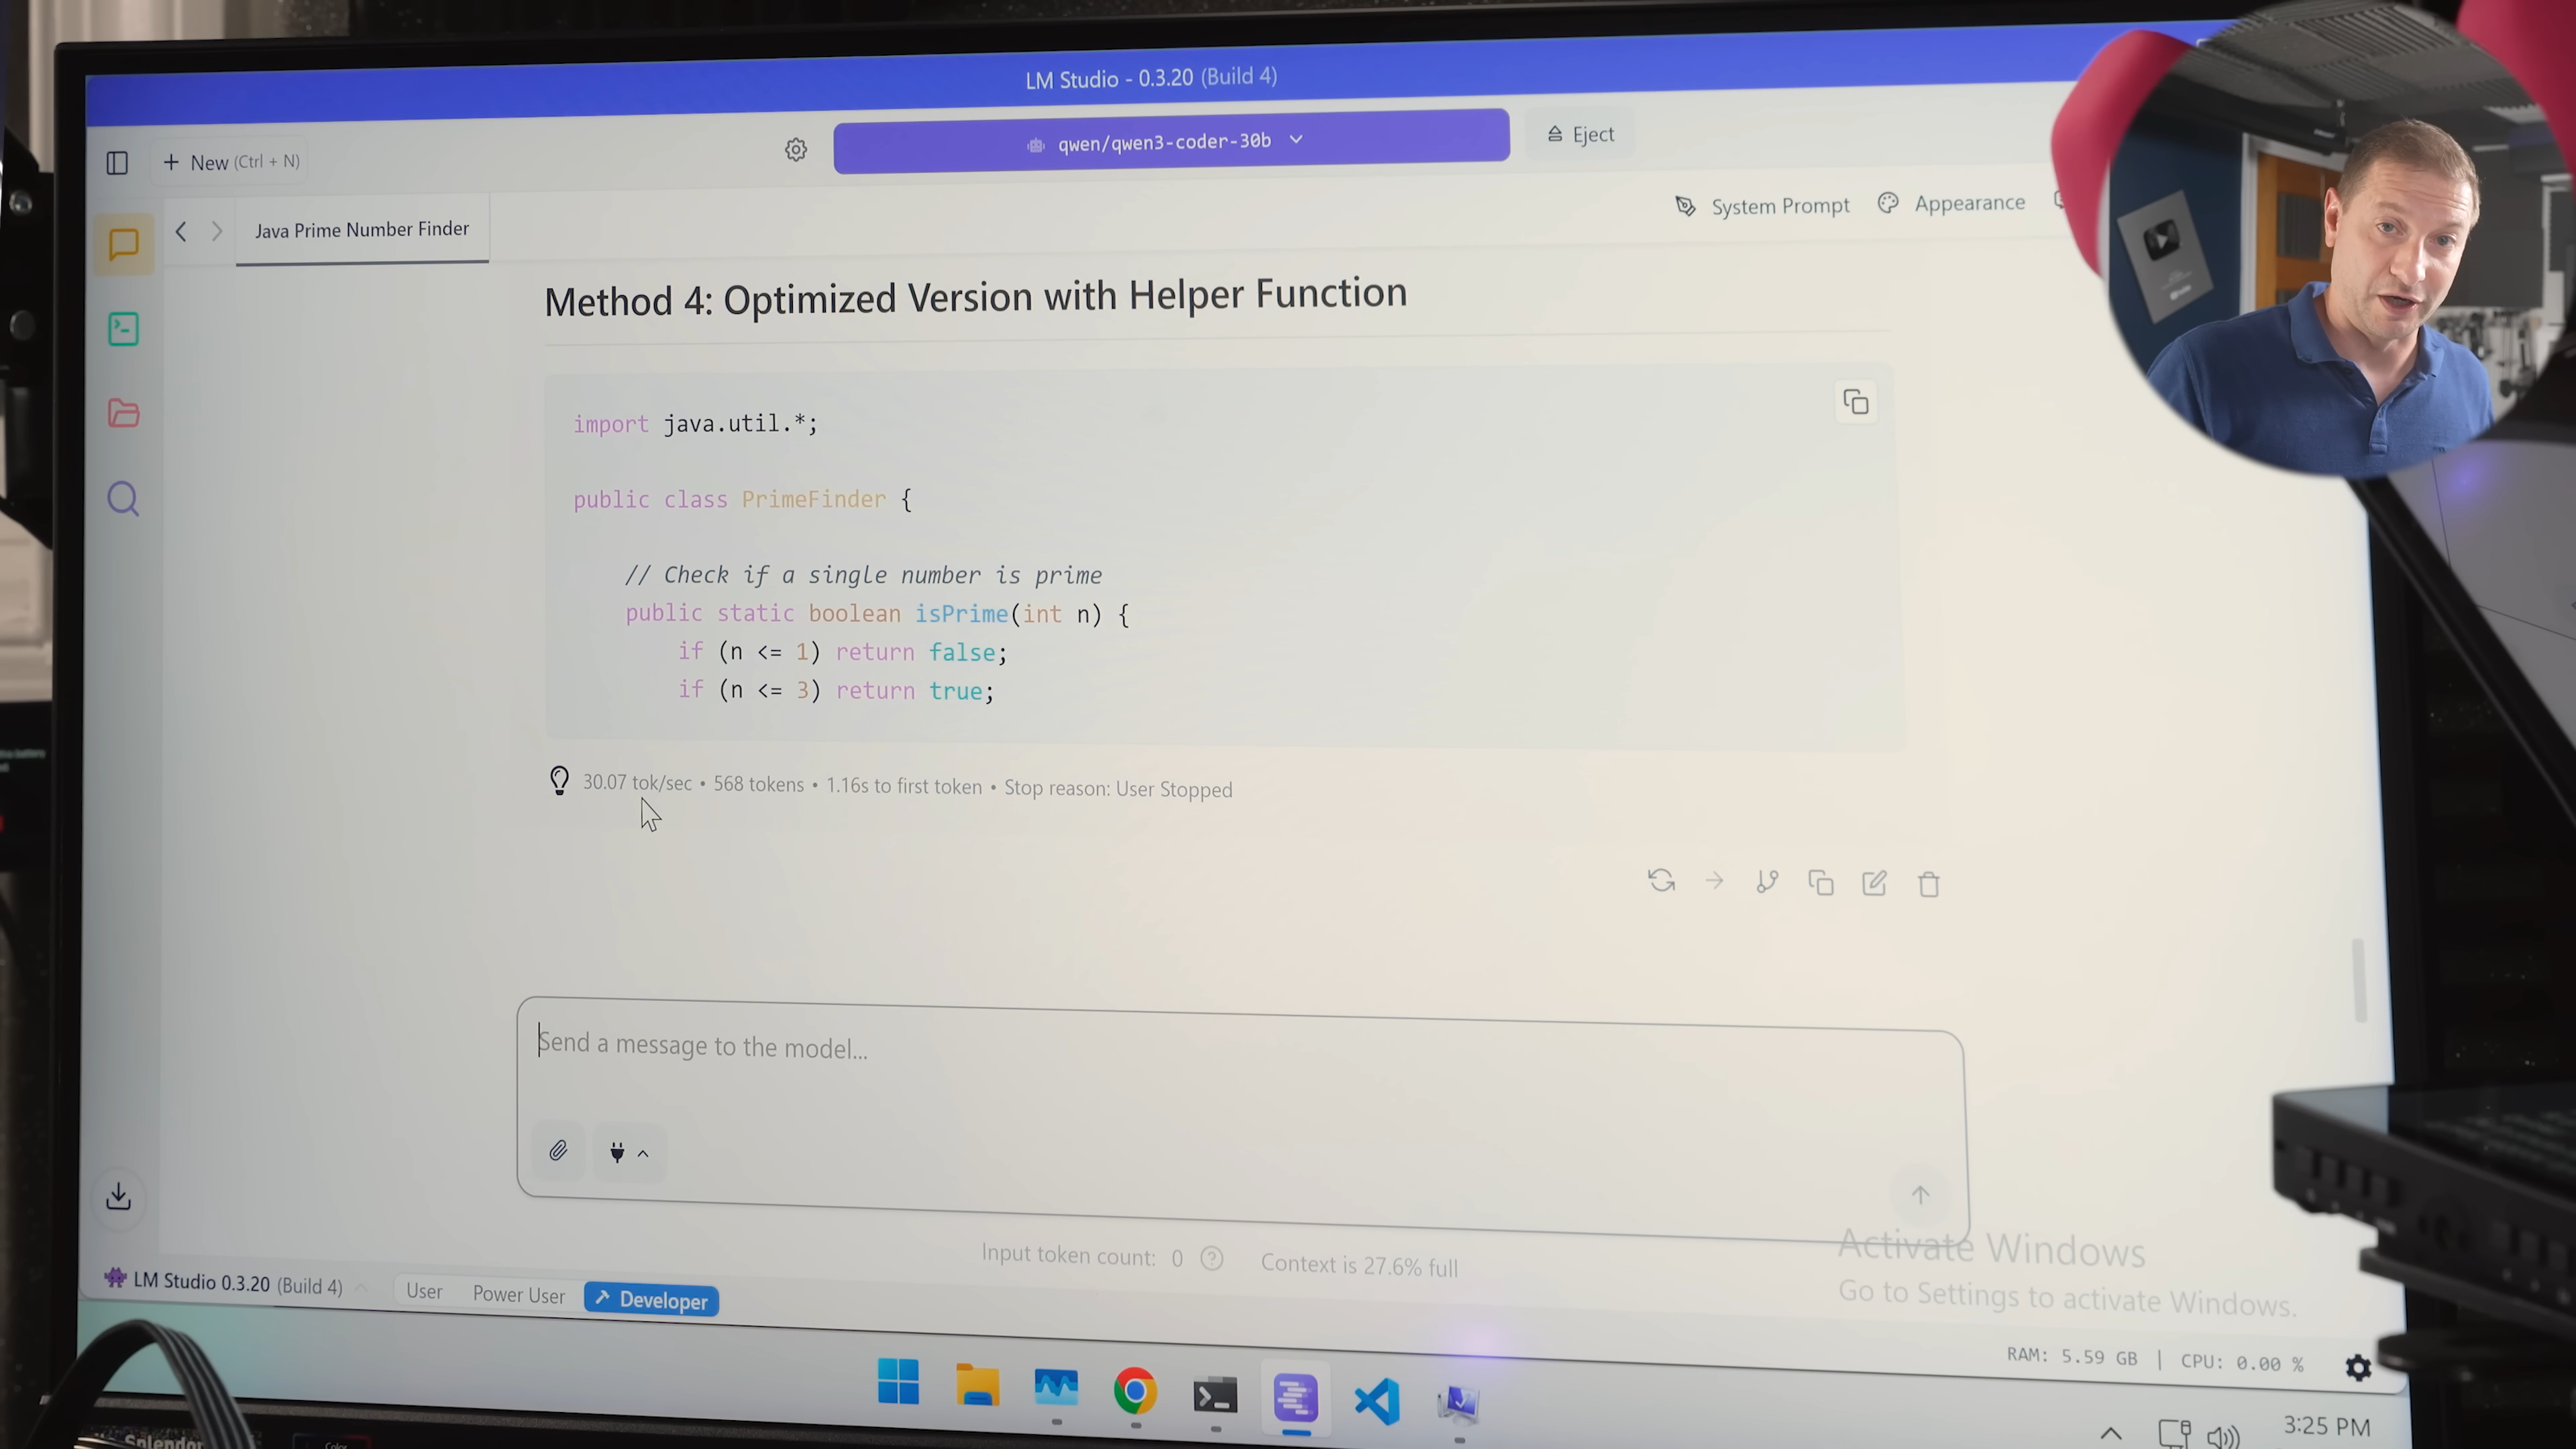 LM Studio - 0.3.20 (Build 4)
New (Ctrl + N)
qwen/qwen3-coder-30b
Eject
Java Prime Number Finder
System Prompt
Appearance
Method 4: Optimized Version with Helper Function
import java.util.*;
public class PrimeFinder {
// Check if a single number is prime
public static boolean isPrime(int n) {
if (n <= 1) return false;
if (n <= 3) return true;
30.07 tok/sec • 568 tokens • 1.16s to first token • Stop reason: User Stopped
Send a message to the model...
Input token count: 0
Context is 27.6% full
Activate Windows
Go to Settings to activate Windows.
LM Studio 0.3.20 (Build 4)
User
Power User
Developer
RAM: 5.59 GB | CPU: 0.00 %
3:25 PM
Color